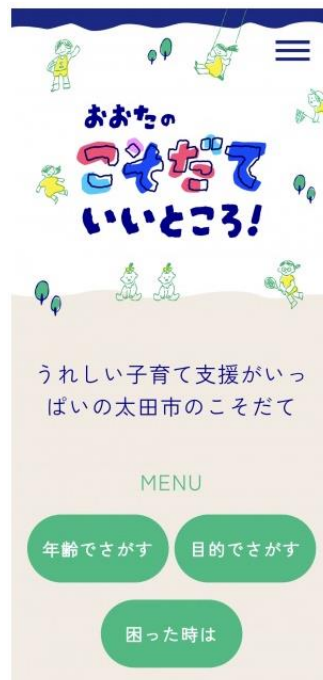 おおたの
こそだて
いいところ!
うれしい子育て支援がいっ
ぱいの太田市のこそだて
MENU
年齢でさがす 目的でさがす
困った時は